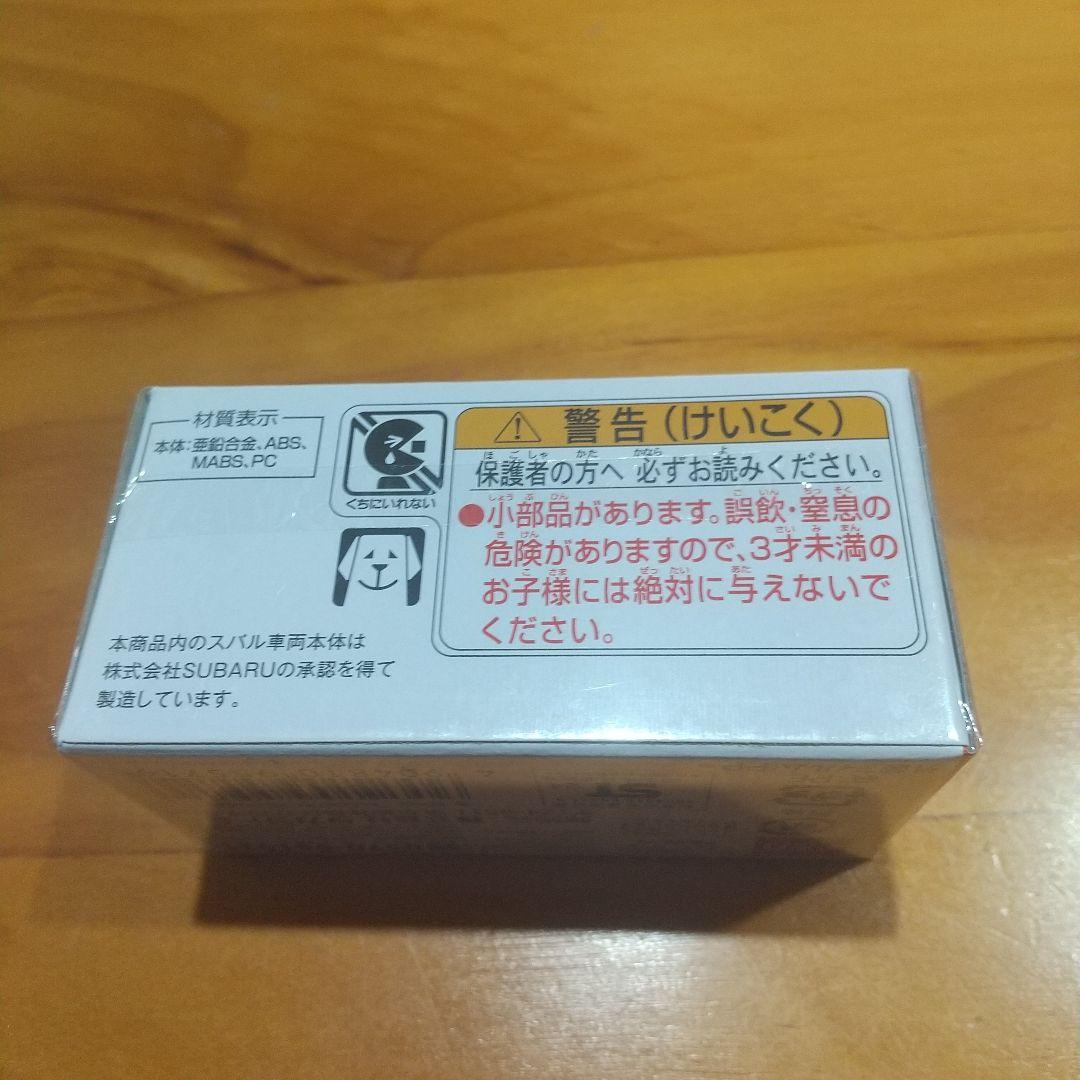 材質表示
本体：亜鉛合金、ABS、
MABS、PC
くちにいれない
警告（けいこく）
保護者の方へ 必ずお読みください。
●小部品があります。誤飲・窒息の
危険がありますので、3才未満の
お子様には絶対に与えないで
ください。
本商品内のスバル車両本体は
株式会社SUBARUの承認を得て
製造しています。
ST